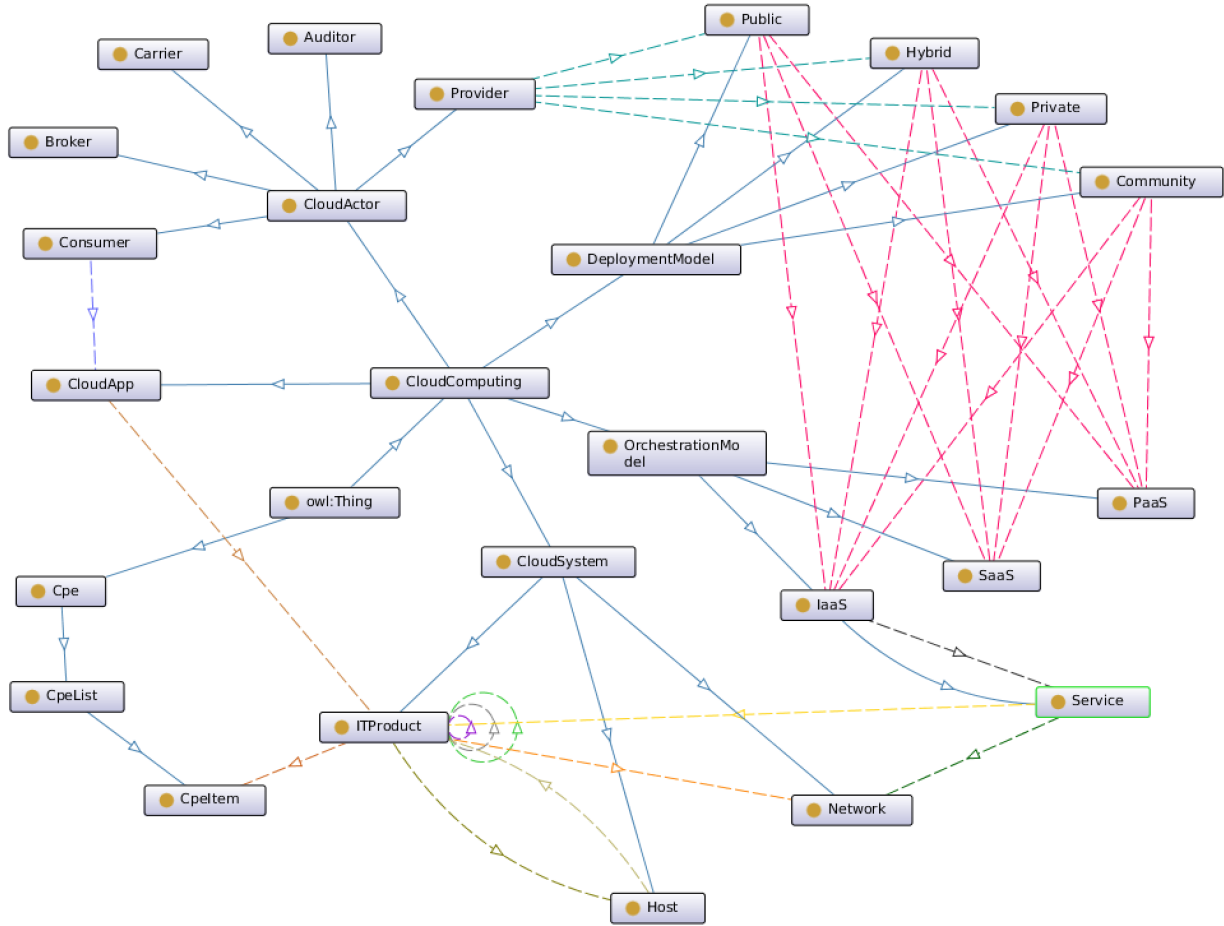 Public
Auditor
Carrier
Hybrid
Provider
Private
Broker
Community
CloudActor
Consumer
DeploymentModel
CloudApp
CloudComputing
OrchestrationMo
del
owl:Thing
PaaS
CloudSystem
SaaS
Cpe
IaaS
CpeList
Service
ITProduct
CpeItem
Network
Host